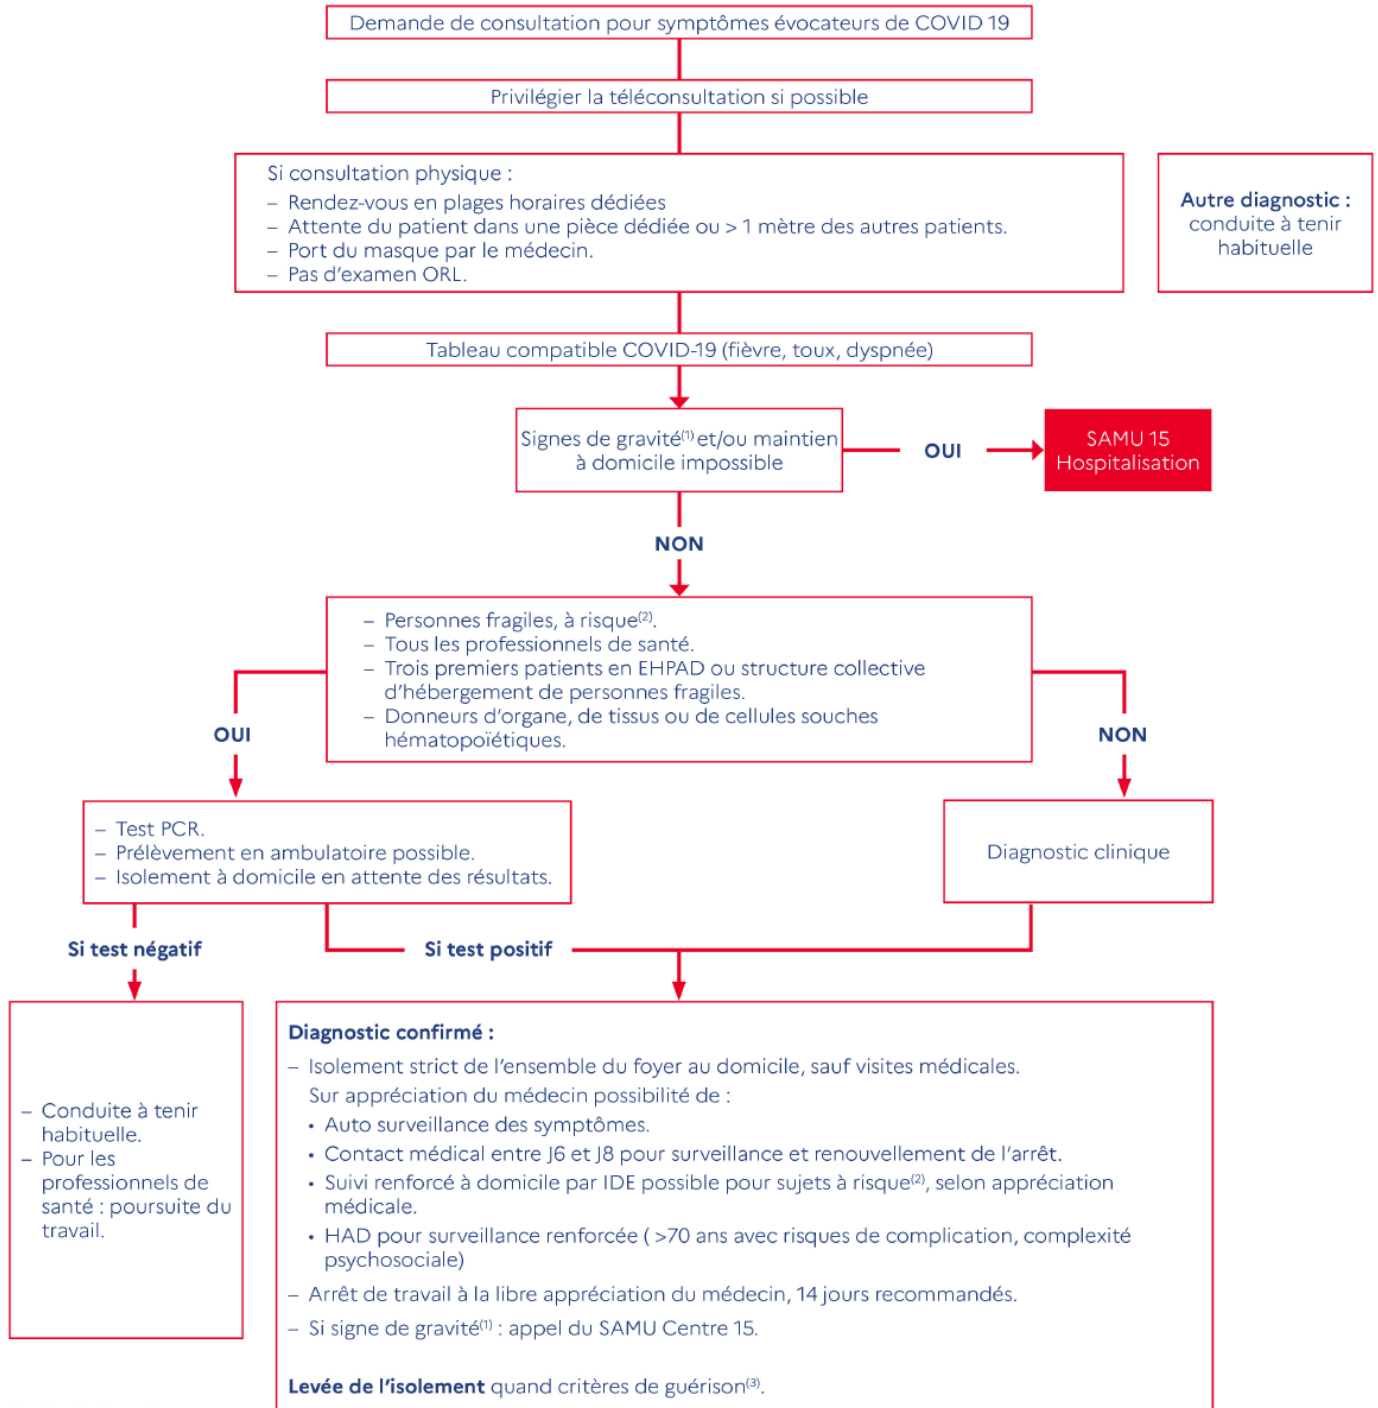 Demande de consultation pour symptômes évocateurs de COVID 19
Privilégier la téléconsultation si possible
Si consultation physique :
– Rendez-vous en plages horaires dédiées
– Attente du patient dans une pièce dédiée ou > 1 mètre des autres patients.
– Port du masque par le médecin.
– Pas d'examen ORL.
Autre diagnostic :
conduite à tenir
habituelle
Tableau compatible COVID-19 (fièvre, toux, dyspnée)
Signes de gravité(1) et/ou maintien
à domicile impossible
OUI
SAMU 15
Hospitalisation
NON
– Personnes fragiles, à risque(2).
– Tous les professionnels de santé.
– Trois premiers patients en EHPAD ou structure collective
d'hébergement de personnes fragiles.
– Donneurs d'organe, de tissus ou de cellules souches
hématopoïétiques.
OUI
NON
– Test PCR.
– Prélèvement en ambulatoire possible.
– Isolement à domicile en attente des résultats.
Diagnostic clinique
Si test négatif
Si test positif
– Conduite à tenir
habituelle.
– Pour les
professionnels de
santé : poursuite du
travail.
Diagnostic confirmé :
– Isolement strict de l'ensemble du foyer au domicile, sauf visites médicales.
Sur appréciation du médecin possibilité de :
• Auto surveillance des symptômes.
• Contact médical entre J6 et J8 pour surveillance et renouvellement de l'arrêt.
• Suivi renforcé à domicile par IDE possible pour sujets à risque(2), selon appréciation
médicale.
• HAD pour surveillance renforcée ( >70 ans avec risques de complication, complexité
psychosociale)
– Arrêt de travail à la libre appréciation du médecin, 14 jours recommandés.
– Si signe de gravité(1) : appel du SAMU Centre 15.
Levée de l'isolement quand critères de guérison(3).